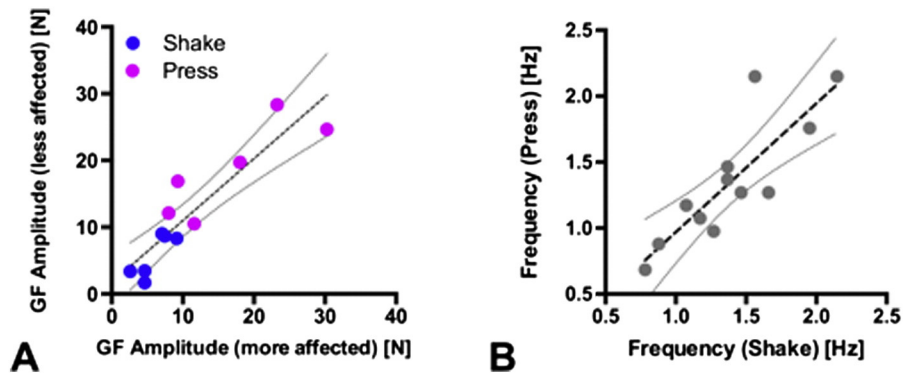 GF Amplitude (less affected) [N]
40
30
20
10
0
Shake
Press
0 10 20 30 40
GF Amplitude (more affected) [N]
A
Frequency (Press) [Hz]
2.5
2.0
1.5
1.0
0.5
0.5 1.0 1.5 2.0 2.5
Frequency (Shake) [Hz]
B